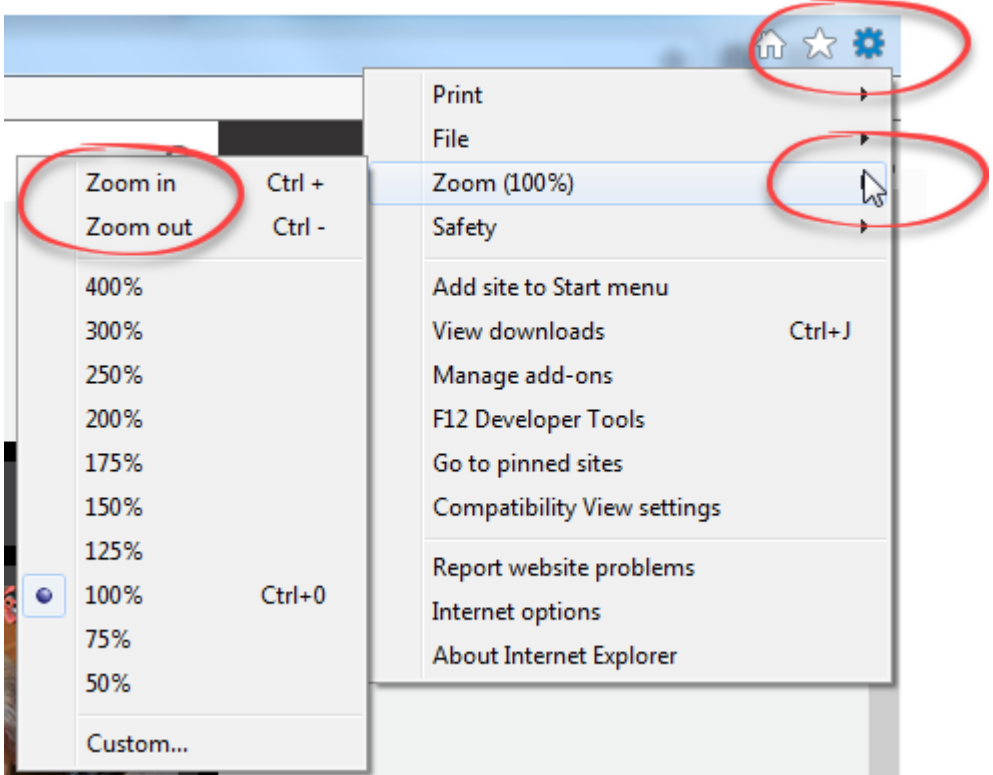 Print
File
Zoom (100%)
Safety
Add site to Start menu
View downloads Ctrl+J
Manage add-ons
F12 Developer Tools
Go to pinned sites
Compatibility View settings
Report website problems
Internet options
About Internet Explorer
Zoom in Ctrl +
Zoom out Ctrl -
400%
300%
250%
200%
175%
150%
125%
100% Ctrl+0
75%
50%
Custom...